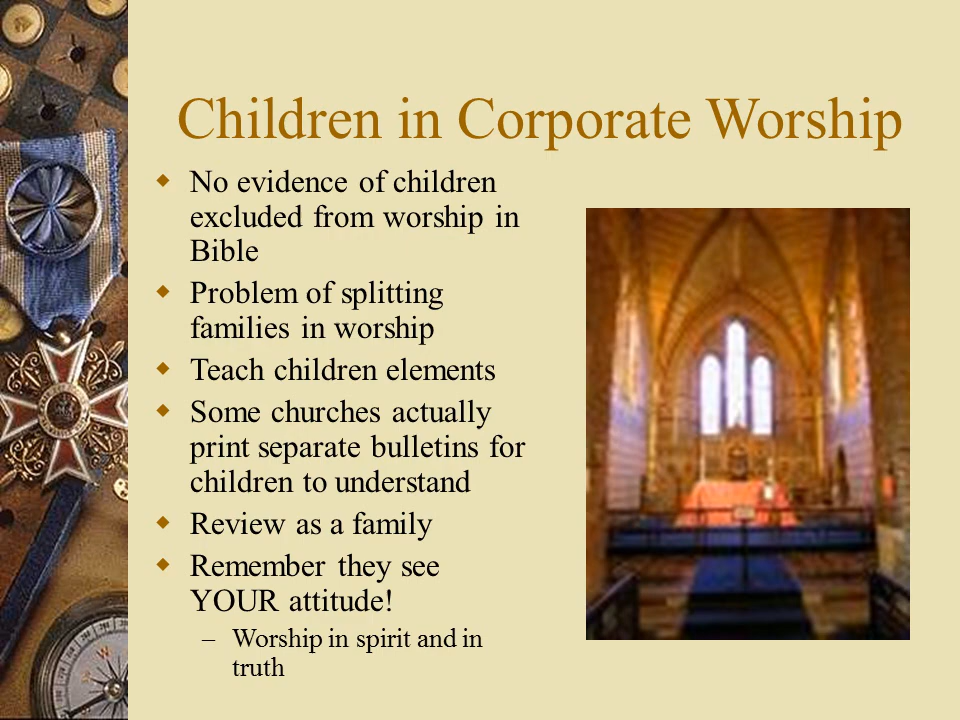 Children in Corporate Worship
No evidence of children
excluded from worship in
Bible
Problem of splitting
families in worship
Teach children elements
Some churches actually
print separate bulletins for
children to understand
Review as a family
Remember they see
YOUR attitude!
– Worship in spirit and in
truth